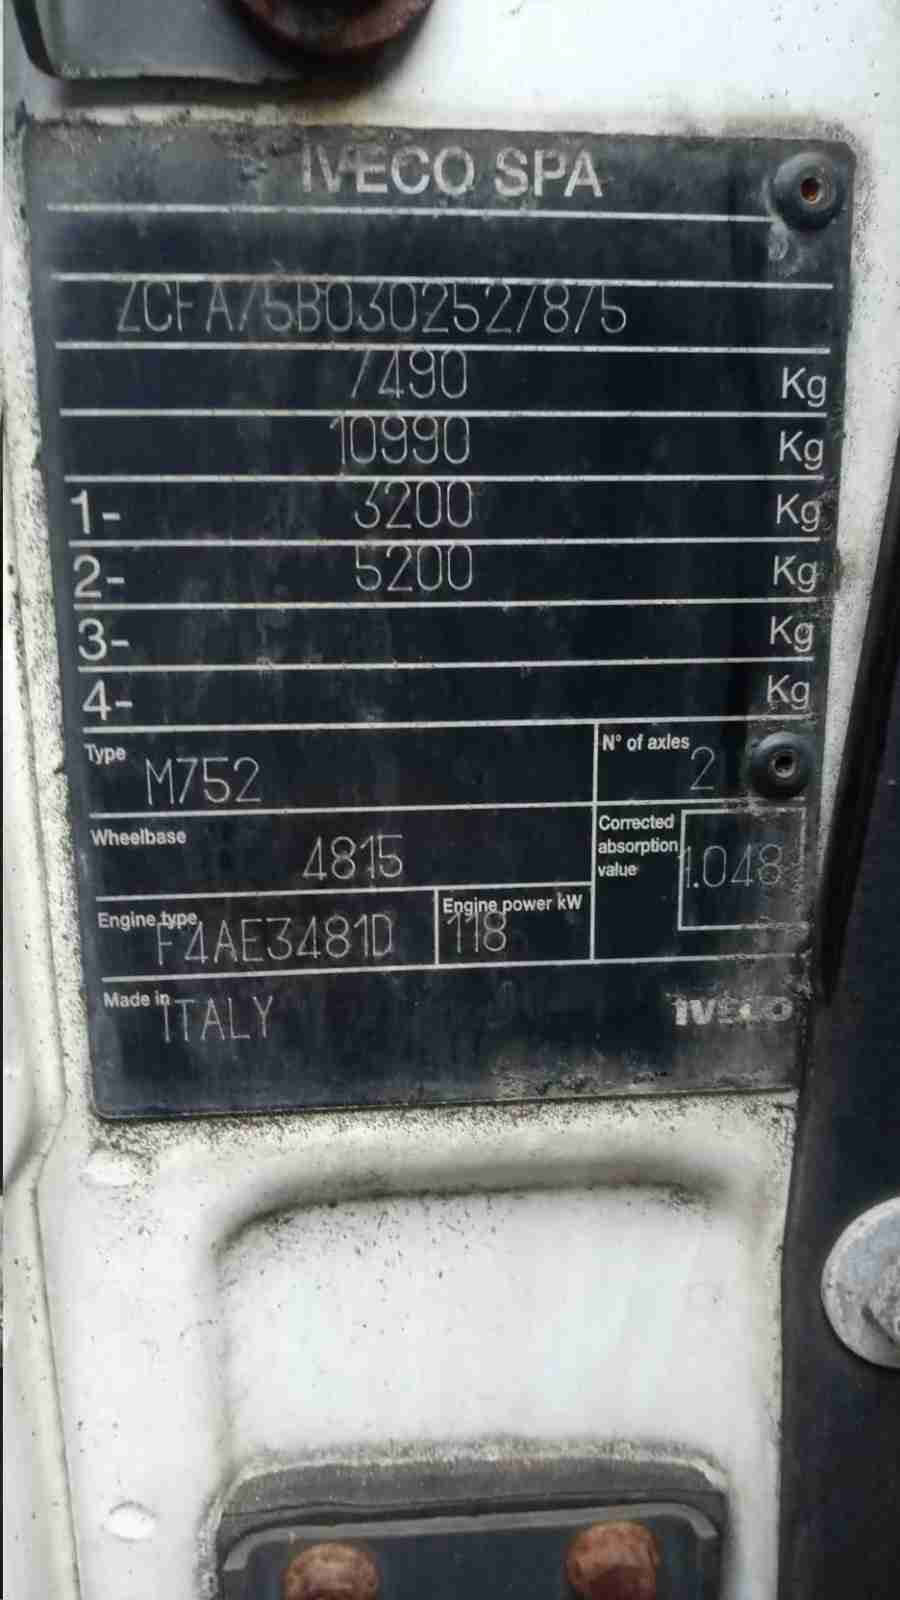 IVECO SPA
ZCFA75B0302527875
7490 Kg
10990 Kg
1- 3200 Kg
2- 5200 Kg
3- Kg
4- Kg
Type M752 N° of axles 2
Wheelbase 4815 Corrected absorption value 1.048
Engine type F4AE3481D Engine power kW 118
Made in ITALY IVECO